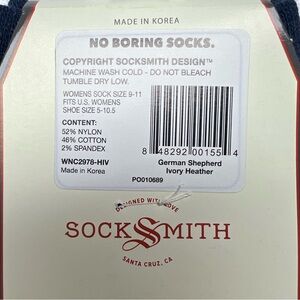 MADE IN KOREA
NO BORING SOCKS.
COPYRIGHT SOCKSMITH DESIGN™
MACHINE WASH COLD - DO NOT BLEACH
TUMBLE DRY LOW.
WOMENS SOCK SIZE 9-11
FITS U.S. WOMENS
SHOE SIZE 5-10.5
CONTENT:
52% NYLON
46% COTTON
2% SPANDEX
WNC2978-HIV
Made in Korea
8 48292 00155 4
German Shepherd
Ivory Heather
PO010689
DESIGNED WITH LOVE
SOCKSMITH
SANTA CRUZ, CA